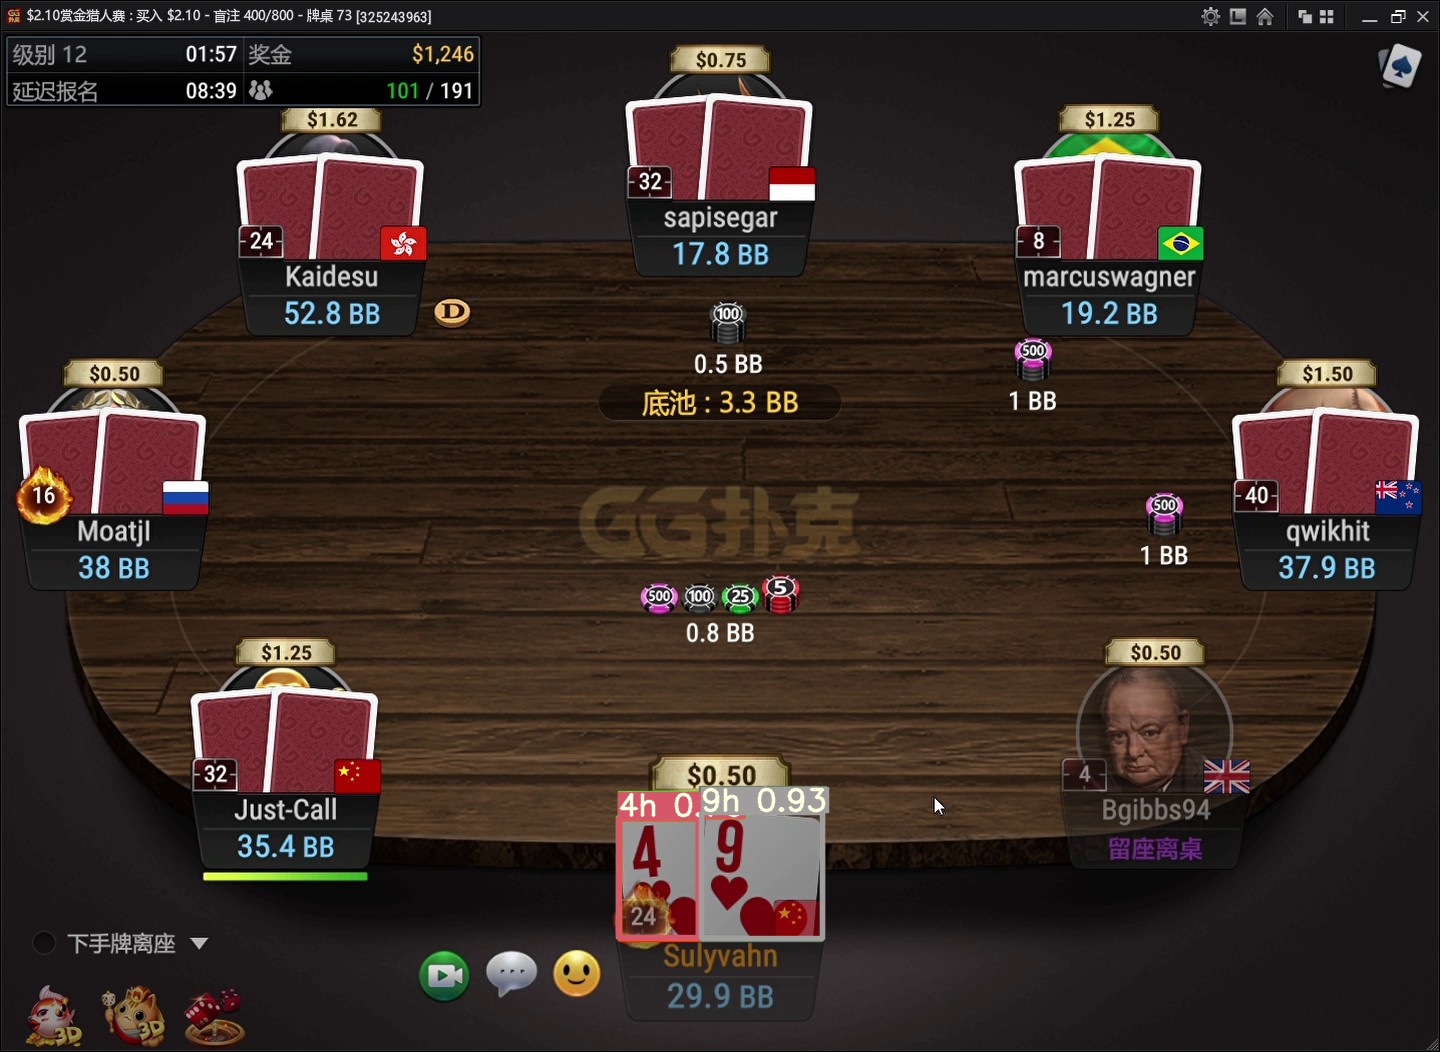 $2.10赏金猎人赛 : 买入 $2.10 - 盲注 400/800 - 牌桌 73 [325243963]
级别 12 01:57 奖金 $1,246
延迟报名 08:39 101 / 191
$0.75
32
sapisegar
17.8 BB
$1.62
24
Kaidesu
52.8 BB
D
$1.25
8
marcuswagner
19.2 BB
100
0.5 BB
500
1 BB
底池 : 3.3 BB
$0.50
16
Moatjl
38 BB
$1.50
40
qwikhit
37.9 BB
500
1 BB
GG扑克
500 100 25 5
0.8 BB
$1.25
32
Just-Call
35.4 BB
$0.50
4
Bgibbs94
留座离桌
$0.50
4h 0. 9h 0.93
4 9
24
Sulyvahn
29.9 BB
下手牌离座
3D 3D